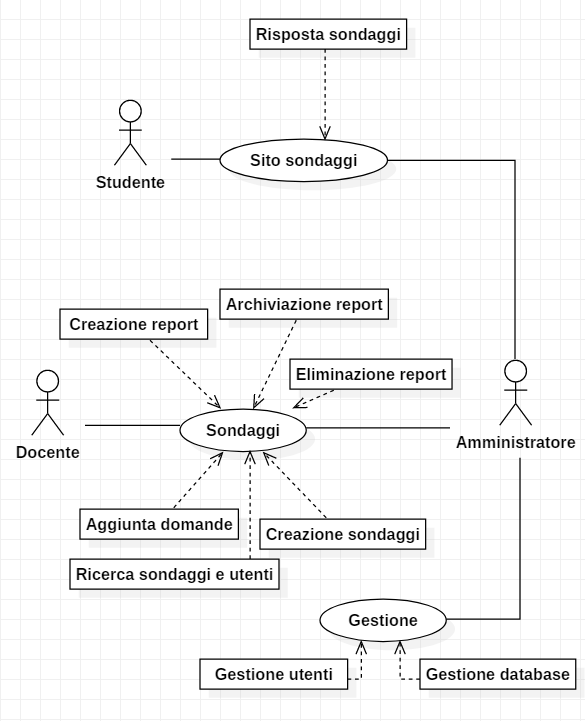 Risposta sondaggi
Sito sondaggi
Studente
Archiviazione report
Creazione report
Eliminazione report
Sondaggi
Amministratore
Docente
Aggiunta domande
Creazione sondaggi
Ricerca sondaggi e utenti
Gestione
Gestione utenti
Gestione database